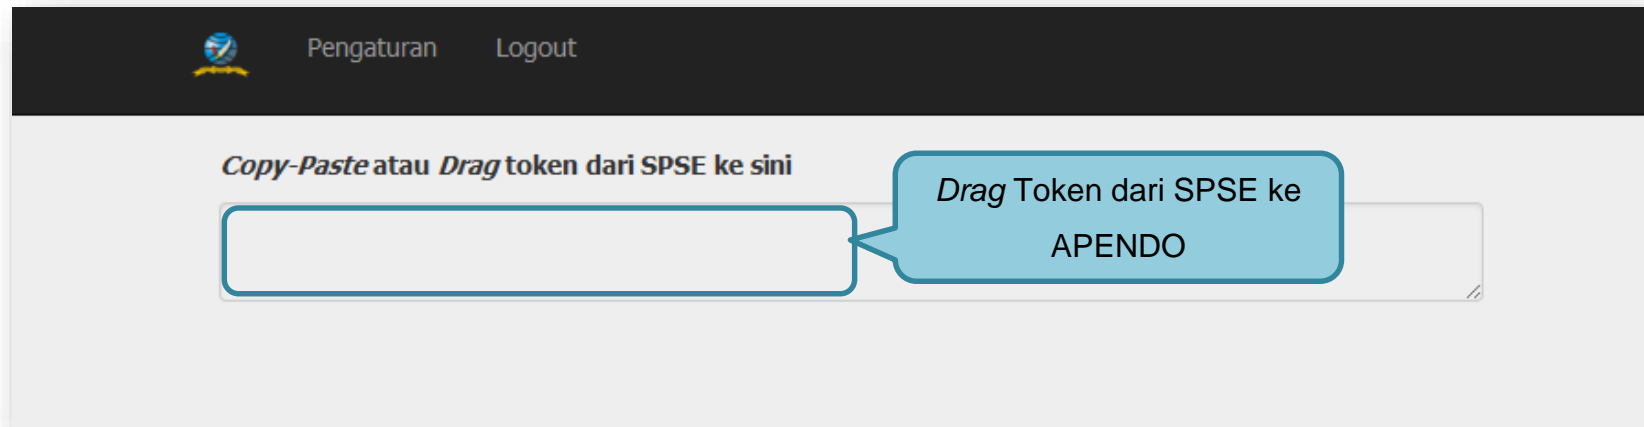 Pengaturan Logout
Copy-Paste atau Drag token dari SPSE ke sini
Drag Token dari SPSE ke
APENDO